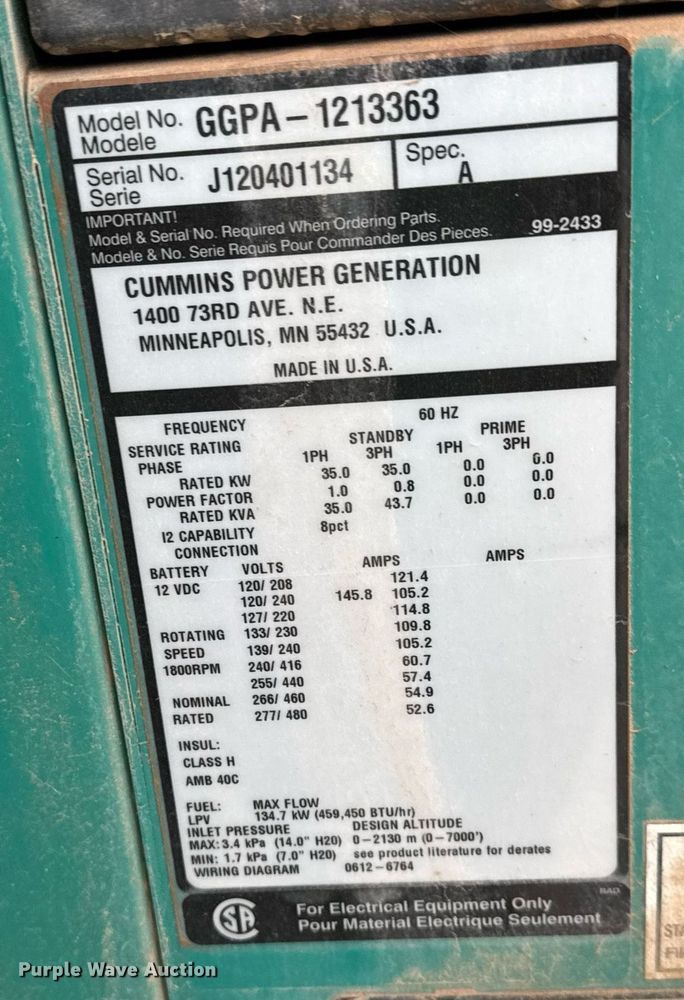 Model No. GGPA-1213363
Modele
Serial No. J120401134 Spec. A
Serie
IMPORTANT!
Model & Serial No. Required When Ordering Parts.
Modele & No. Serie Requis Pour Commander Des Pieces. 99-2433
CUMMINS POWER GENERATION
1400 73RD AVE. N.E.
MINNEAPOLIS, MN 55432 U.S.A.
MADE IN U.S.A.
FREQUENCY 60 HZ
SERVICE RATING STANDBY PRIME
PHASE 1PH 3PH 1PH 3PH
RATED KW 35.0 35.0 0.0 0.0
POWER FACTOR 1.0 0.8 0.0 0.0
RATED KVA 35.0 43.7 0.0 0.0
I2 CAPABILITY 8pct
CONNECTION
BATTERY VOLTS AMPS AMPS
12 VDC 120/ 208 121.4
120/ 240 145.8 105.2
127/ 220 114.8
ROTATING 133/ 230 109.8
SPEED 139/ 240 105.2
1800RPM 240/ 416 60.7
255/ 440 57.4
NOMINAL 266/ 460 54.9
RATED 277/ 480 52.6
INSUL:
CLASS H
AMB 40C
FUEL: MAX FLOW
LPV 134.7 kW (459,450 BTU/hr)
INLET PRESSURE DESIGN ALTITUDE
MAX: 3.4 kPa (14.0" H20) 0-2130 m (0-7000')
MIN: 1.7 kPa (7.0" H20) see product literature for derates
WIRING DIAGRAM 0612-6764
SA
For Electrical Equipment Only
Pour Material Electrique Seulement
Purple Wave Auction